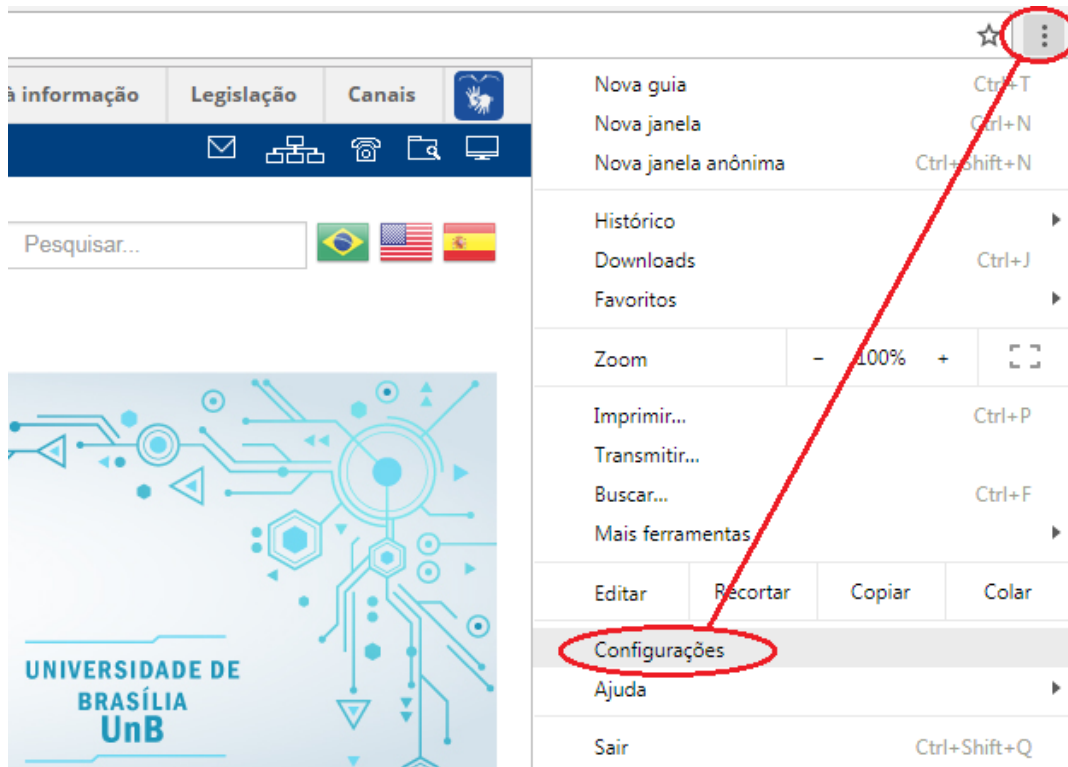 à informação Legislação Canais
Pesquisar...
UNIVERSIDADE DE
BRASÍLIA
UnB
Nova guia Ctrl+T
Nova janela Ctrl+N
Nova janela anônima Ctrl+Shift+N
Histórico
Downloads Ctrl+J
Favoritos
Zoom - 100% +
Imprimir... Ctrl+P
Transmitir...
Buscar... Ctrl+F
Mais ferramentas
Editar Recortar Copiar Colar
Configurações
Ajuda
Sair Ctrl+Shift+Q